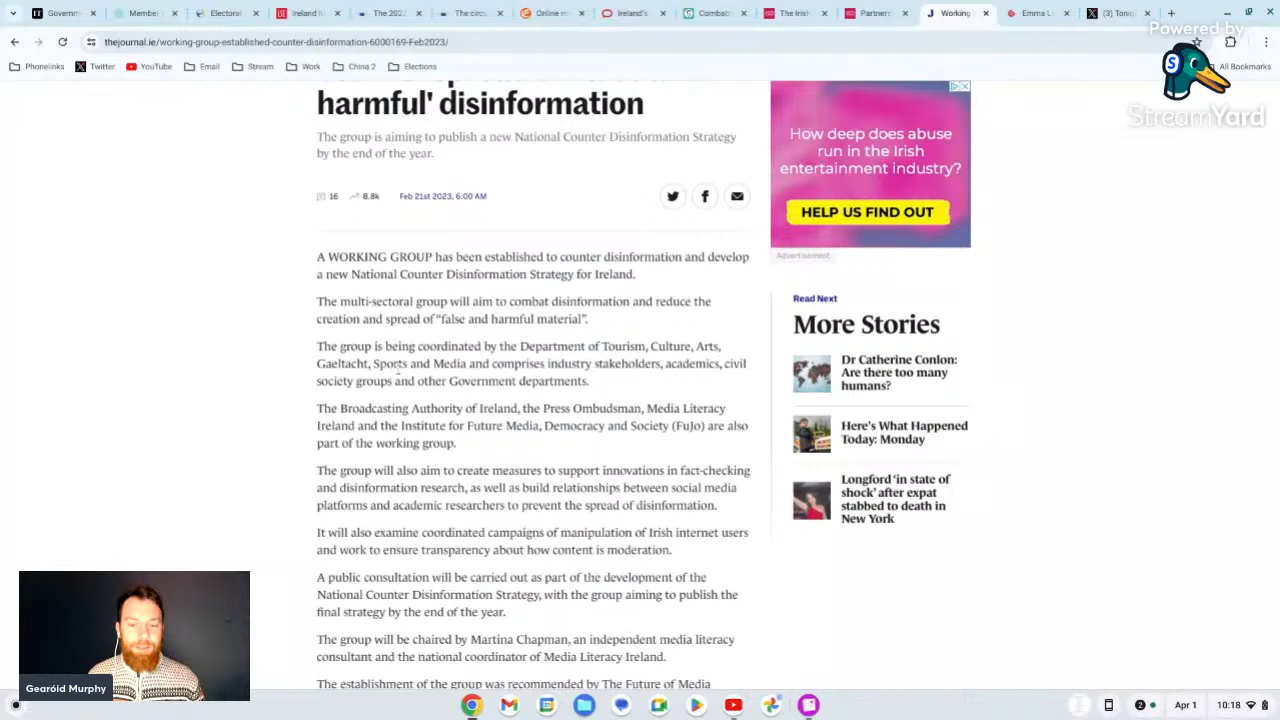 Powered by
StreamYard
thejournal.ie/working-group-established-counter-disinformation-6000169-Feb2023/
Phonelinks
Twitter
YouTube
Email
Stream
Work
China 2
Elections
All Bookmarks
harmful' disinformation
The group is aiming to publish a new National Counter Disinformation Strategy
by the end of the year.
16
8.8k
Feb 21st 2023, 6:00 AM
A WORKING GROUP has been established to counter disinformation and develop
a new National Counter Disinformation Strategy for Ireland.
The multi-sectoral group will aim to combat disinformation and reduce the
creation and spread of "false and harmful material".
The group is being coordinated by the Department of Tourism, Culture, Arts,
Gaeltacht, Sports and Media and comprises industry stakeholders, academics, civil
society groups and other Government departments.
The Broadcasting Authority of Ireland, the Press Ombudsman, Media Literacy
Ireland and the Institute for Future Media, Democracy and Society (FuJo) are also
part of the working group.
The group will also aim to create measures to support innovations in fact-checking
and disinformation research, as well as build relationships between social media
platforms and academic researchers to prevent the spread of disinformation.
It will also examine coordinated campaigns of manipulation of Irish internet users
and work to ensure transparency about how content is moderation.
A public consultation will be carried out as part of the development of the
National Counter Disinformation Strategy, with the group aiming to publish the
final strategy by the end of the year.
The group will be chaired by Martina Chapman, an independent media literacy
consultant and the national coordinator of Media Literacy Ireland.
The establishment of the group was recommended by The Future of Media
How deep does abuse
run in the Irish
entertainment industry?
HELP US FIND OUT
Advertisement
Read Next
More Stories
Dr Catherine Conlon:
Are there too many
humans?
Here's What Happened
Today: Monday
Longford 'in state of
shock' after expat
stabbed to death in
New York
Gearóid Murphy
Apr 1
10:18